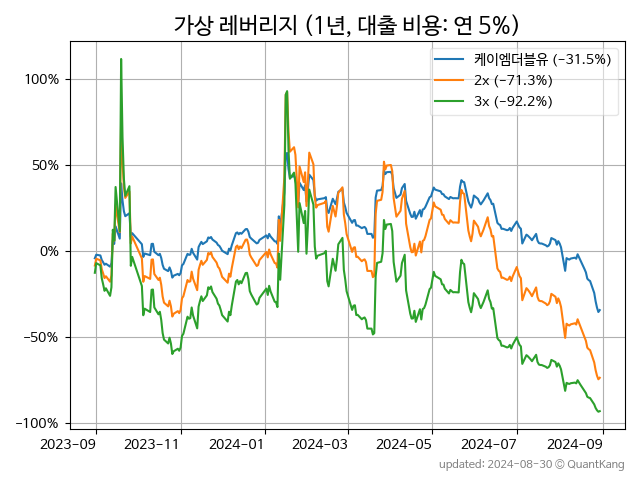 가상 레버리지 (1년, 대출 비용: 연 5%)
케이엠더블유 (−31.5%)
2x (−71.3%)
3x (−92.2%)
100%
50%
0%
−50%
−100%
2023-09 2023-11 2024-01 2024-03 2024-05 2024-07 2024-09
updated: 2024-08-30 © QuantKang